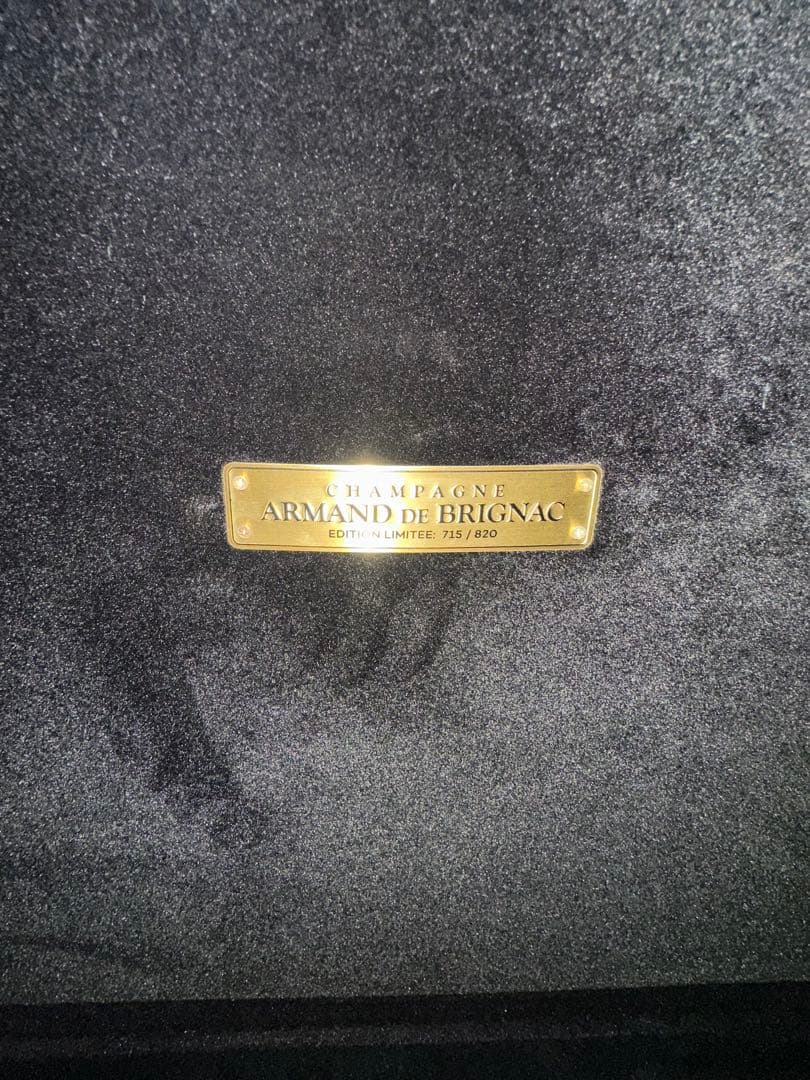 CHAMPAGNE
ARMAND DE BRIGNAC
EDITION LIMITEE: 715 / 820